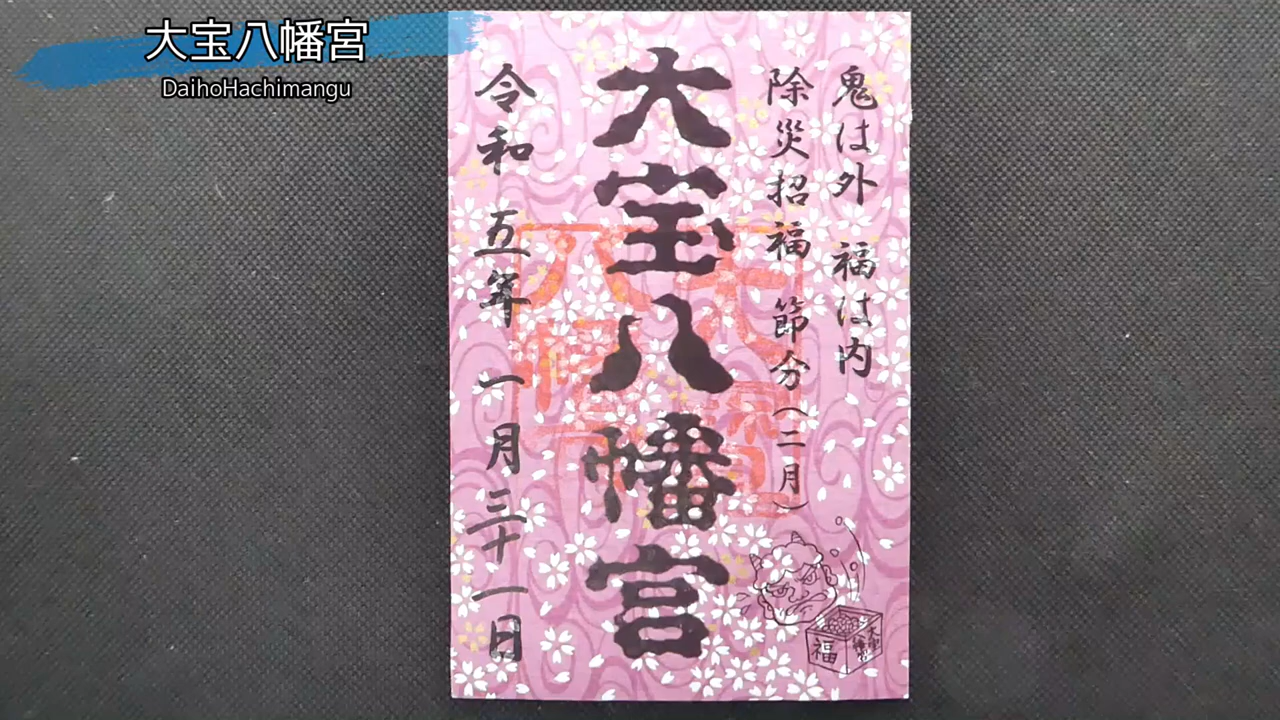 大宝八幡宮
DaihoHachimangu
鬼は外 福は内
除災招福 節分(二月)
大宝八幡宮
令和 五年 一月 三十一日
福